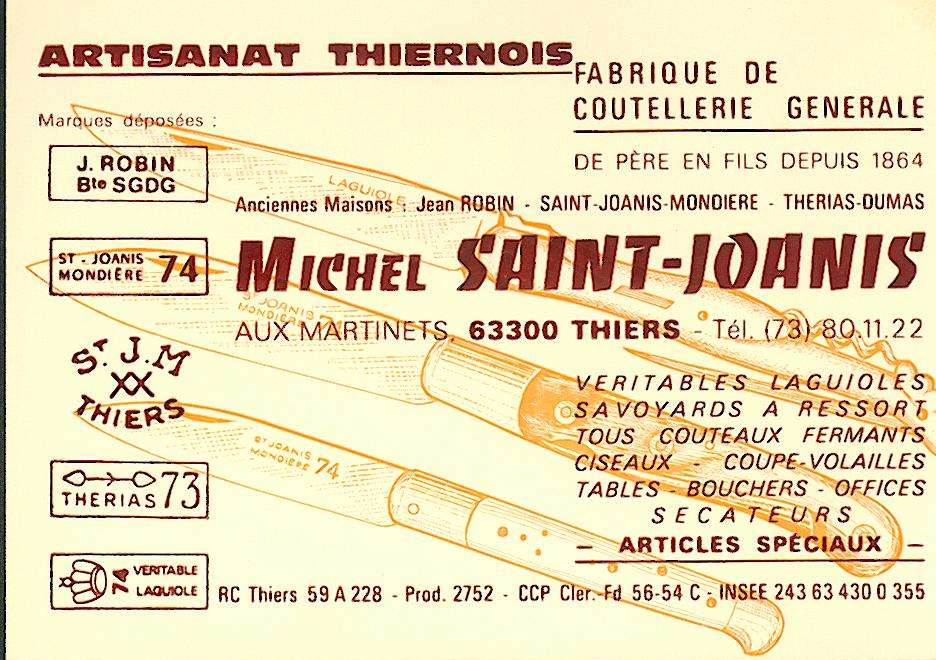 ARTISANAT THIERNOIS
FABRIQUE DE
COUTELLERIE GENERALE
Marques déposées :
DE PÈRE EN FILS DEPUIS 1864
J. ROBIN
Bte SGDG
Anciennes Maisons : Jean ROBIN - SAINT-JOANIS-MONDIERE - THERIAS-DUMAS
LAGUIOLE
ST - JOANIS
MONDIÈRE 74
MICHEL SAINT-JOANIS
ST JOANIS
MONDIÈRE 74
AUX MARTINETS, 63300 THIERS - Tél. (73) 80.11.22
ST J.M
XX
THIERS
VERITABLES LAGUIOLES
SAVOYARDS A RESSORT
TOUS COUTEAUX FERMANTS
CISEAUX - COUPE-VOLAILLES
TABLES - BOUCHERS - OFFICES
SECATEURS
- ARTICLES SPÉCIAUX -
ST JOANIS
MONDIÈRE 74
THERIAS 73
74 VERITABLE
LAGUIOLE
RC Thiers 59 A 228 - Prod. 2752 - CCP Cler.-Fd 56-54 C - INSEE 243 63 430 0 355